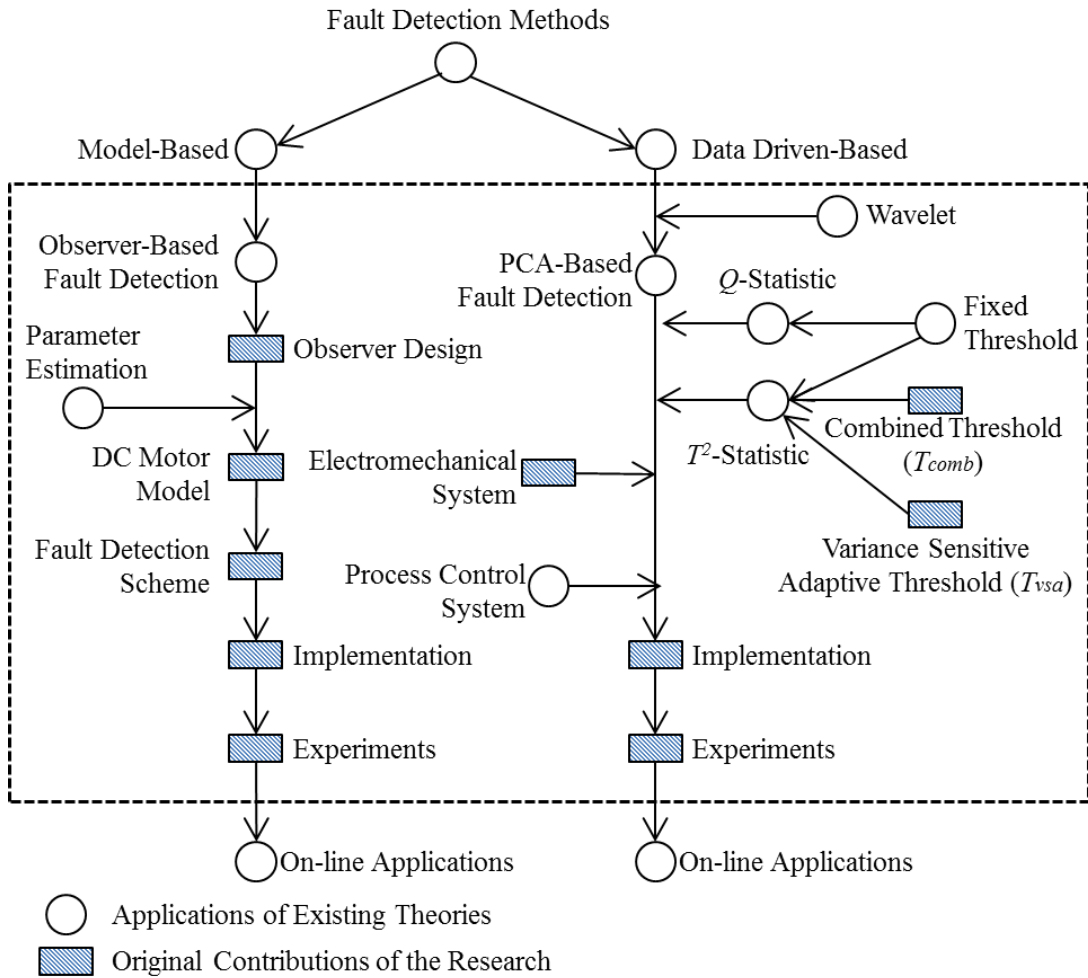 Fault Detection Methods
Model-Based
Data Driven-Based
Wavelet
Observer-Based
Fault Detection
PCA-Based
Fault Detection
Q-Statistic
Fixed
Threshold
Parameter
Estimation
Observer Design
Combined Threshold
(Tcomb)
T²-Statistic
DC Motor
Model
Electromechanical
System
Fault Detection
Scheme
Variance Sensitive
Adaptive Threshold (Tvsa)
Process Control
System
Implementation
Implementation
Experiments
Experiments
On-line Applications
On-line Applications
Applications of Existing Theories
Original Contributions of the Research